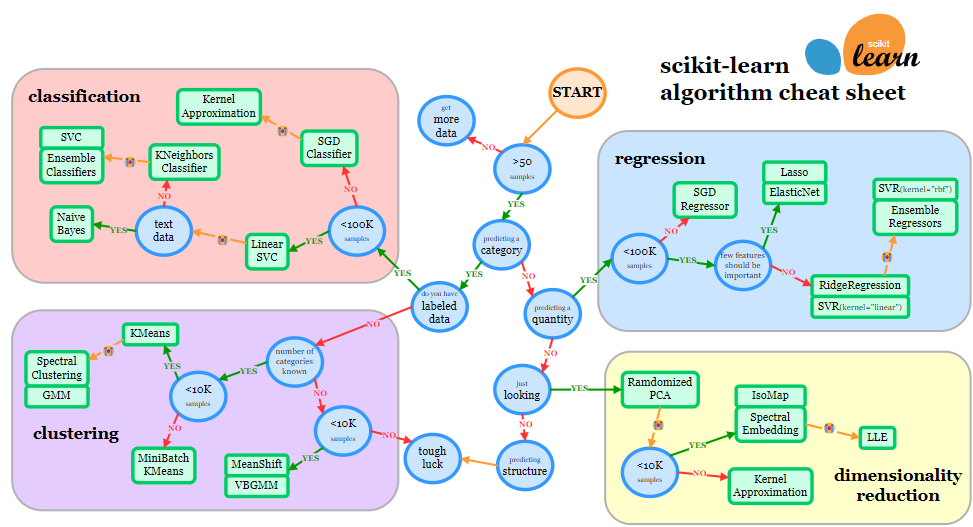 scikit-learn
algorithm cheat sheet
scikit
learn
START
get
more
data
NO
>50
samples
YES
predicting a
category
YES
NO
do you have
labeled
data
YES
NO
predicting a
quantity
YES
NO
just
looking
YES
NO
predicting
structure
tough
luck
classification
Kernel
Approximation
SGD
Classifier
NO
<100K
samples
YES
Linear
SVC
text
data
YES
Naive
Bayes
NO
KNeighbors
Classifier
SVC
Ensemble
Classifiers
regression
<100K
samples
NO
SGD
Regressor
YES
few features
should be
important
YES
Lasso
ElasticNet
NO
RidgeRegression
SVR(kernel="linear")
SVR(kernel="rbf")
Ensemble
Regressors
clustering
number of
categories
known
YES
NO
<10K
samples
YES
KMeans
Spectral
Clustering
GMM
NO
MiniBatch
KMeans
<10K
samples
NO
YES
MeanShift
VBGMM
dimensionality
reduction
Randomized
PCA
<10K
samples
YES
IsoMap
Spectral
Embedding
LLE
NO
Kernel
Approximation